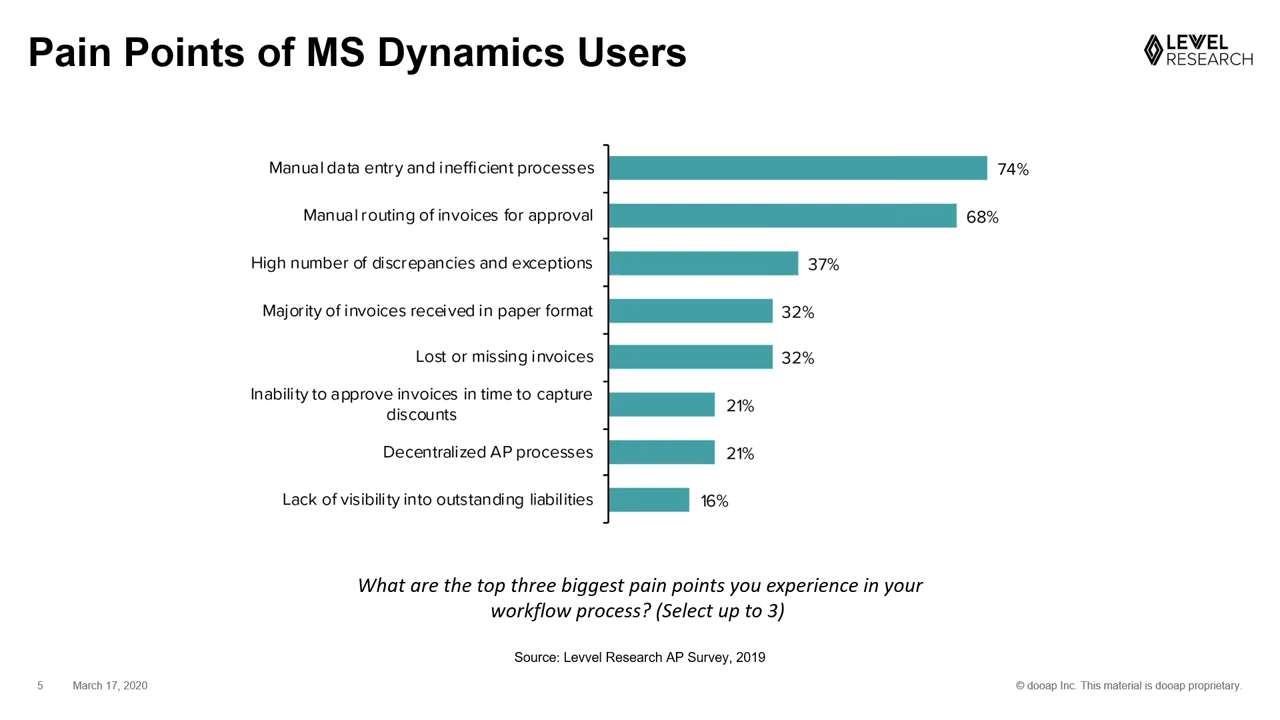 Pain Points of MS Dynamics Users
LEVVEL
RESEARCH
Manual data entry and inefficient processes 74%
Manual routing of invoices for approval 68%
High number of discrepancies and exceptions 37%
Majority of invoices received in paper format 32%
Lost or missing invoices 32%
Inability to approve invoices in time to capture
discounts 21%
Decentralized AP processes 21%
Lack of visibility into outstanding liabilities 16%
What are the top three biggest pain points you experience in your
workflow process? (Select up to 3)
Source: Levvel Research AP Survey, 2019
5 March 17, 2020 © dooap Inc. This material is dooap proprietary.